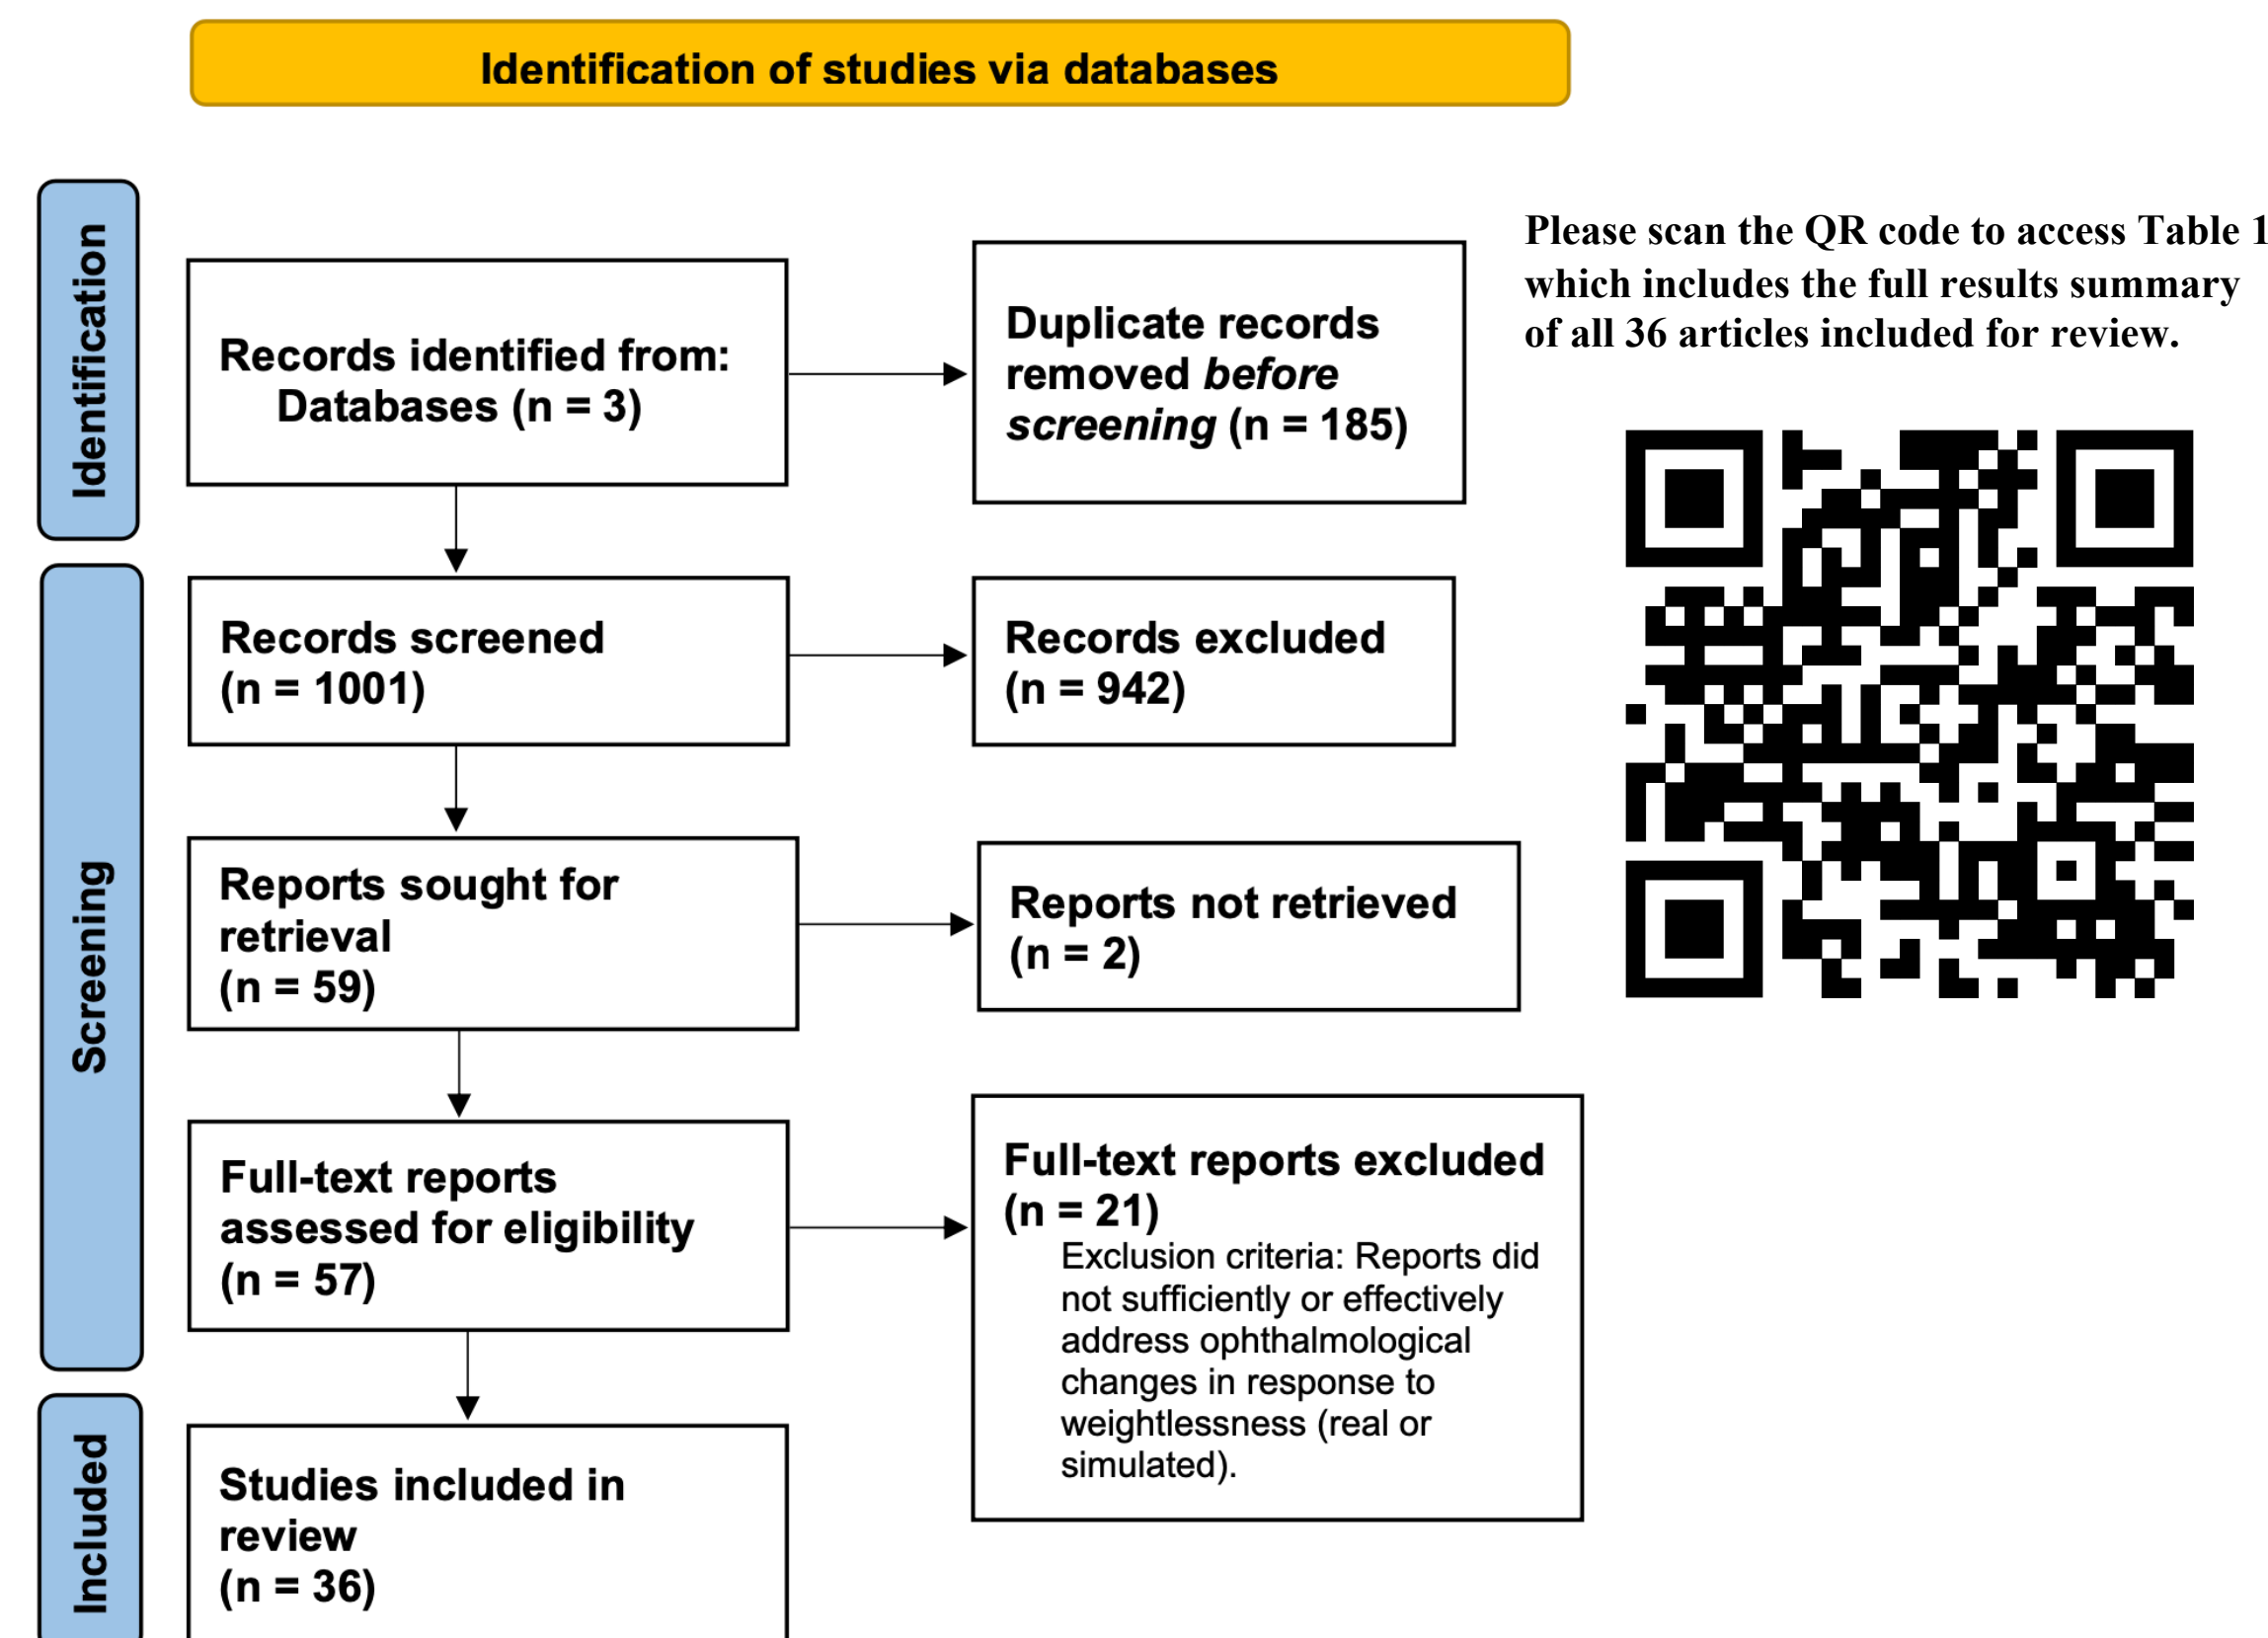 Identification of studies via databases
Identification
Records identified from:
Databases (n = 3)
Duplicate records
removed before
screening (n = 185)
Please scan the QR code to access Table 1
which includes the full results summary
of all 36 articles included for review.
Screening
Records screened
(n = 1001)
Records excluded
(n = 942)
Reports sought for
retrieval
(n = 59)
Reports not retrieved
(n = 2)
Full-text reports
assessed for eligibility
(n = 57)
Full-text reports excluded
(n = 21)
Exclusion criteria: Reports did
not sufficiently or effectively
address ophthalmological
changes in response to
weightlessness (real or
simulated).
Included
Studies included in
review
(n = 36)